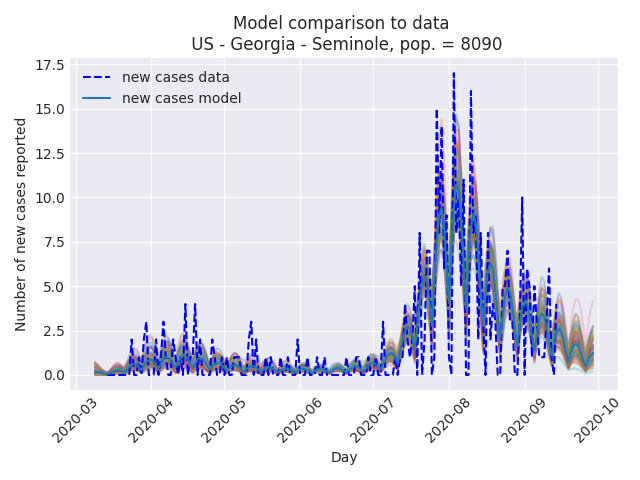 Model comparison to data
US - Georgia - Seminole, pop. = 8090
new cases data
new cases model
Number of new cases reported
17.5
15.0
12.5
10.0
7.5
5.0
2.5
0.0
2020-03
2020-04
2020-05
2020-06
2020-07
2020-08
2020-09
2020-10
Day